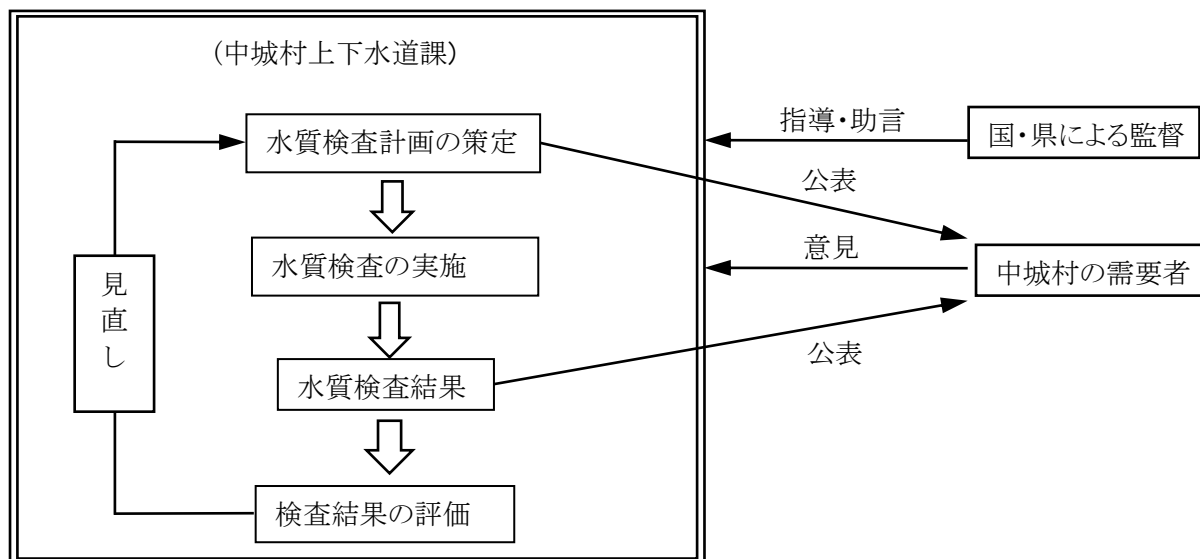 (中城村上下水道課)
水質検査計画の策定
水質検査の実施
水質検査結果
検査結果の評価
見直し
指導・助言
国・県による監督
公表
意見
中城村の需要者
公表